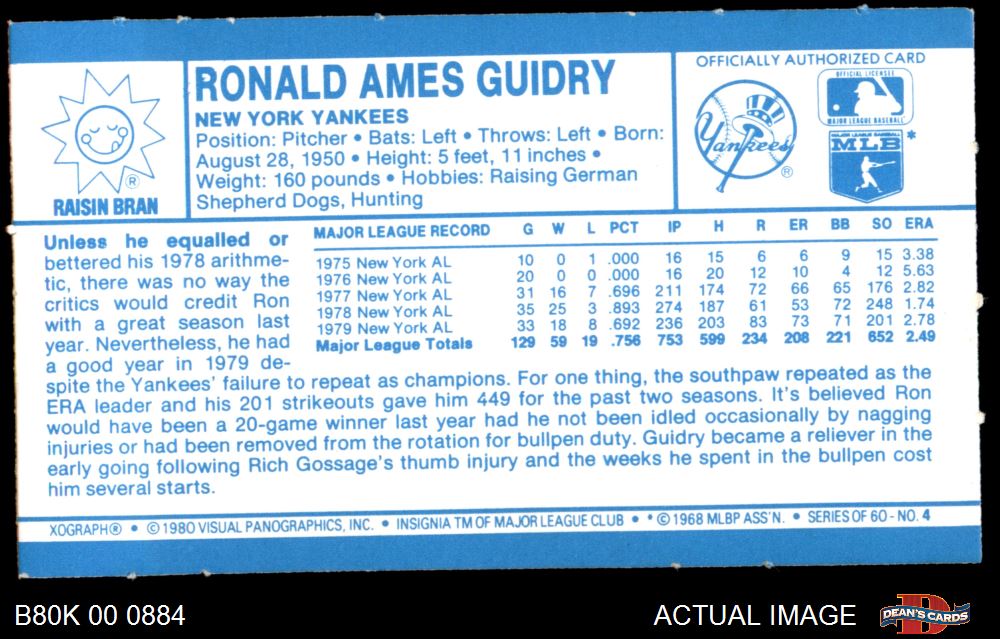 RAISIN BRAN
®
RONALD AMES GUIDRY
NEW YORK YANKEES
Position: Pitcher • Bats: Left • Throws: Left • Born:
August 28, 1950 • Height: 5 feet, 11 inches •
Weight: 160 pounds • Hobbies: Raising German
Shepherd Dogs, Hunting
OFFICIALLY AUTHORIZED CARD
Yankees
®
OFFICIAL LICENSEE
MAJOR LEAGUE BASEBALL
MAJOR LEAGUE BASEBALL
MLB *
MAJOR LEAGUE RECORD G W L PCT IP H R ER BB SO ERA
1975 New York AL 10 0 1 .000 16 15 6 6 9 15 3.38
1976 New York AL 20 0 0 .000 16 20 12 10 4 12 5.63
1977 New York AL 31 16 7 .696 211 174 72 66 65 176 2.82
1978 New York AL 35 25 3 .893 274 187 61 53 72 248 1.74
1979 New York AL 33 18 8 .692 236 203 83 73 71 201 2.78
Major League Totals 129 59 19 .756 753 599 234 208 221 652 2.49
Unless he equalled or
bettered his 1978 arithme-
tic, there was no way the
critics would credit Ron
with a great season last
year. Nevertheless, he had
a good year in 1979 de-
spite the Yankees' failure to repeat as champions. For one thing, the southpaw repeated as the
ERA leader and his 201 strikeouts gave him 449 for the past two seasons. It's believed Ron
would have been a 20-game winner last year had he not been idled occasionally by nagging
injuries or had been removed from the rotation for bullpen duty. Guidry became a reliever in the
early going following Rich Gossage's thumb injury and the weeks he spent in the bullpen cost
him several starts.
XOGRAPH® • © 1980 VISUAL PANOGRAPHICS, INC. • INSIGNIA TM OF MAJOR LEAGUE CLUB • * © 1968 MLBP ASS'N. • SERIES OF 60 - NO. 4
B80K 00 0884
ACTUAL IMAGE
DEAN'S CARDS